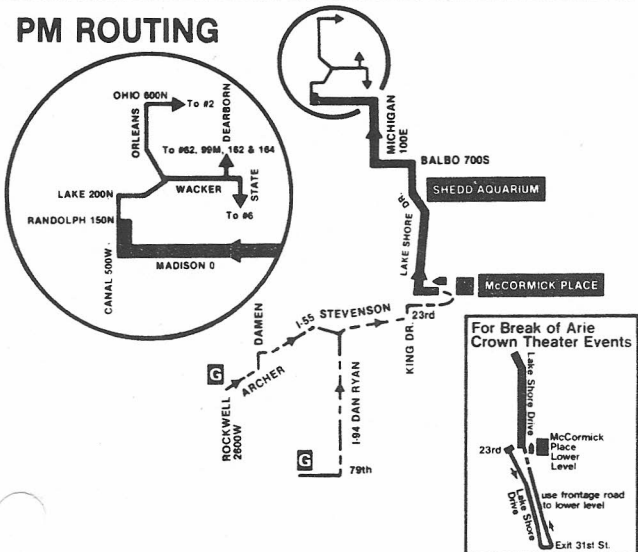 PM ROUTING
OHIO 600N
To #2
ORLEANS
DEARBORN
To #62, 99M, 162 & 164
WACKER
STATE
LAKE 200N
To #6
RANDOLPH 150N
CANAL 500W
MADISON 0
MICHIGAN
100E
BALBO 700S
SHEDD AQUARIUM
LAKE SHORE DR.
McCORMICK PLACE
I-55 STEVENSON
23rd
KING DR.
DAMEN
ARCHER
G
ROCKWELL
2600W
I-94 DAN RYAN
G
79th
For Break of Arie
Crown Theater Events
Lake Shore Drive
McCormick
Place
Lower
Level
23rd
Lake Shore
Drive
use frontage road
to lower level
Exit 31st St.